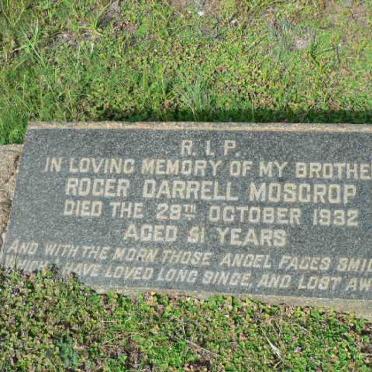 R.I.P.
IN LOVING MEMORY OF MY BROTHE
ROGER DARRELL MOSCROP
DIED THE 29TH OCTOBER 1932
AGED 51 YEARS
AND WITH THE MORN THOSE ANGEL FACES SMI
HAVE LOVED LONG SINCE, AND LOST AW